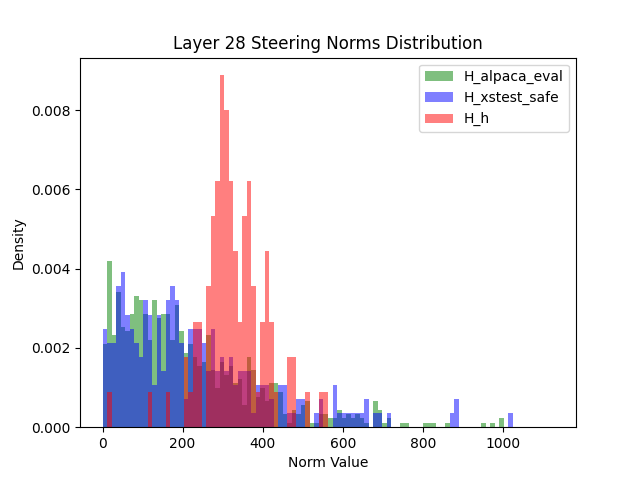 Layer 28 Steering Norms Distribution
H_alpaca_eval
H_xstest_safe
H_h
0.008
0.006
0.004
0.002
0.000
Density
0 200 400 600 800 1000
Norm Value